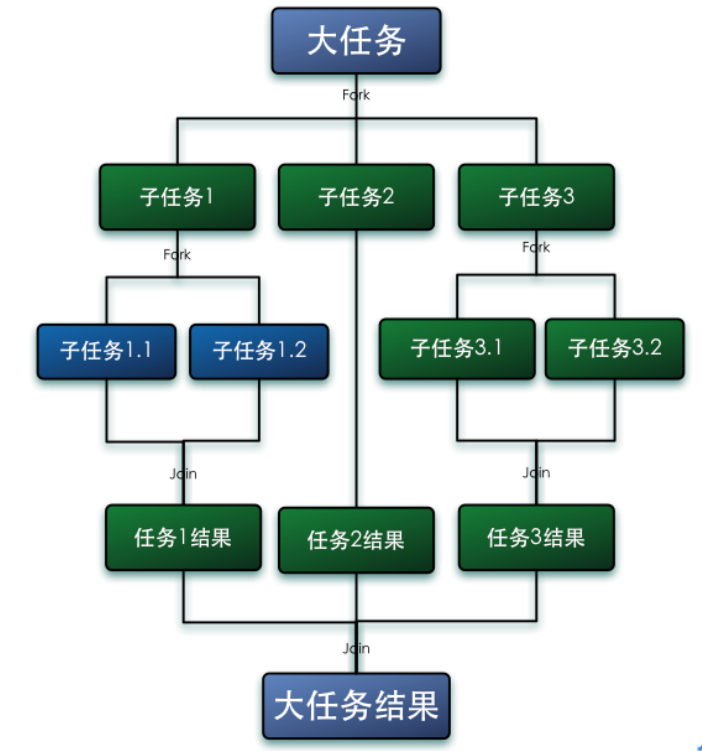 大任务
Fork
子任务1
子任务2
子任务3
Fork
Fork
子任务1.1
子任务1.2
子任务3.1
子任务3.2
Join
Join
任务1结果
任务2结果
任务3结果
Join
大任务结果